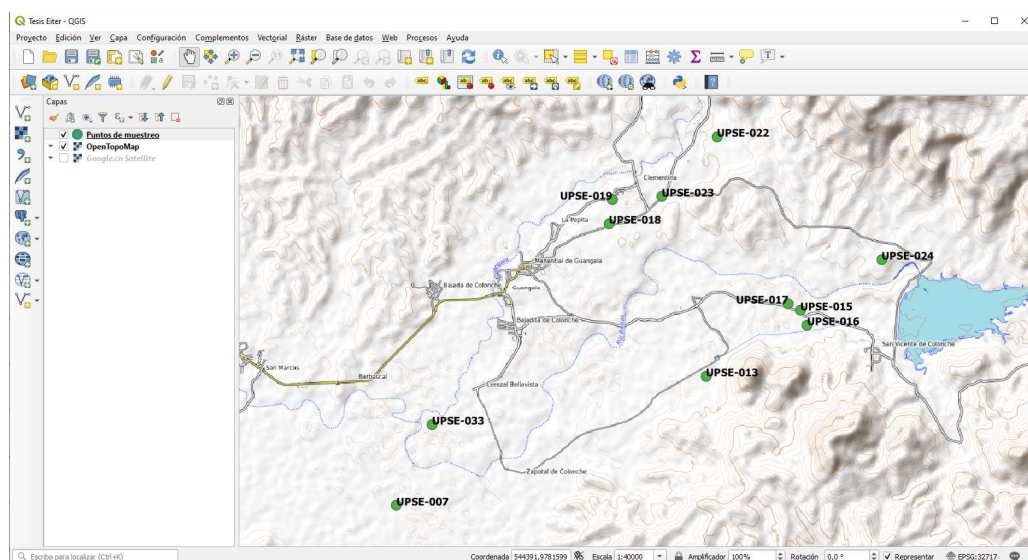 Tesis Eiter - QGIS
Proyecto Edición Ver Capa Configuración Complementos Vectorial Ráster Base de datos Web Procesos Ayuda
Capas
Puntos de muestreo
OpenTopoMap
Google.cn Satellite
UPSE-022
Clementina
UPSE-019
UPSE-023
La Pepita
UPSE-018
Manantial de Guangala
UPSE-024
Bajada de Colonche
Guangala
UPSE-017
UPSE-015
Bajadita de Colonche
UPSE-016
San Vicente de Colonche
San Marcos
Barbascal
UPSE-013
Cerezal Bellavista
UPSE-033
Zapotal de Colonche
UPSE-007
Escriba para localizar (Ctrl+K)
Coordenada 544391,9781599 Escala 1:40000 Amplificador 100% Rotación 0,0 ° Representar EPSG:32717